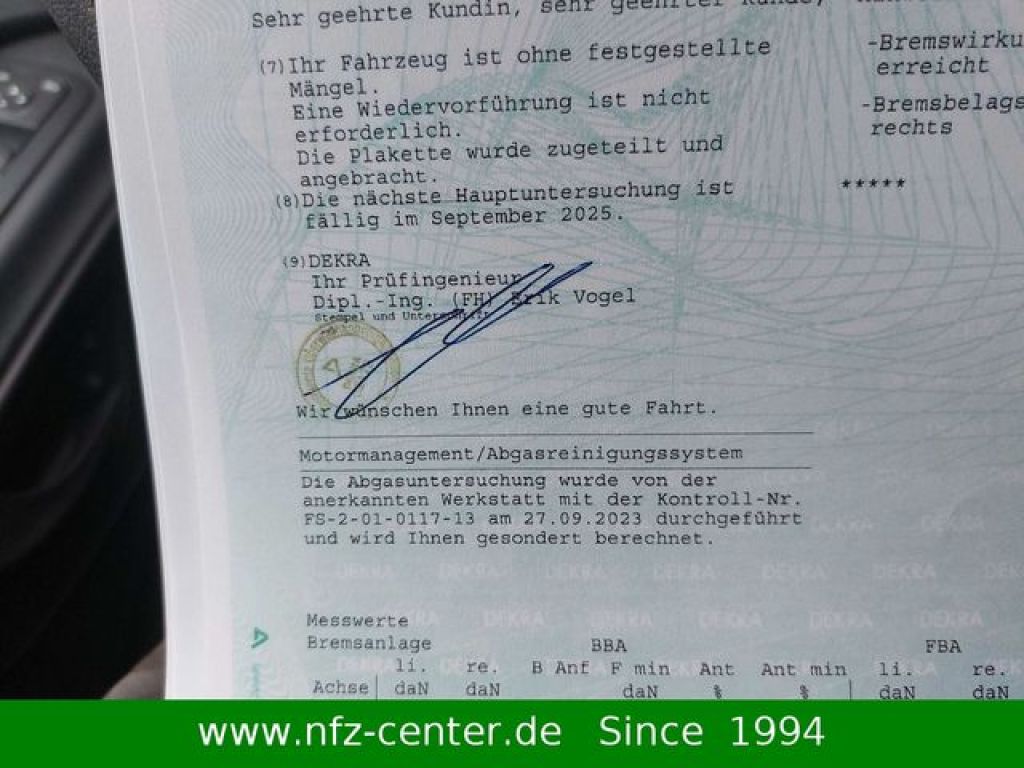 Sehr geehrte Kundin, sehr geehrter Kunde,
(7)Ihr Fahrzeug ist ohne festgestellte
Mängel.
Eine Wiedervorführung ist nicht
erforderlich.
Die Plakette wurde zugeteilt und
angebracht.
(8)Die nächste Hauptuntersuchung ist
fällig im September 2025.
-Bremswirku
erreicht
-Bremsbelags
rechts
*****
(9)DEKRA
Ihr Prüfingenieur
Dipl.-Ing. (FH) Erik Vogel
Stempel und Unterschrift
Wir wünschen Ihnen eine gute Fahrt.
Motormanagement/Abgasreinigungssystem
Die Abgasuntersuchung wurde von der
anerkannten Werkstatt mit der Kontroll-Nr.
FS-2-01-0117-13 am 27.09.2023 durchgeführt
und wird Ihnen gesondert berechnet.
Messwerte
Bremsanlage BBA FBA
li. re. B Anf F min Ant Ant min li. re.
Achse daN daN daN % % daN daN
www.nfz-center.de Since 1994